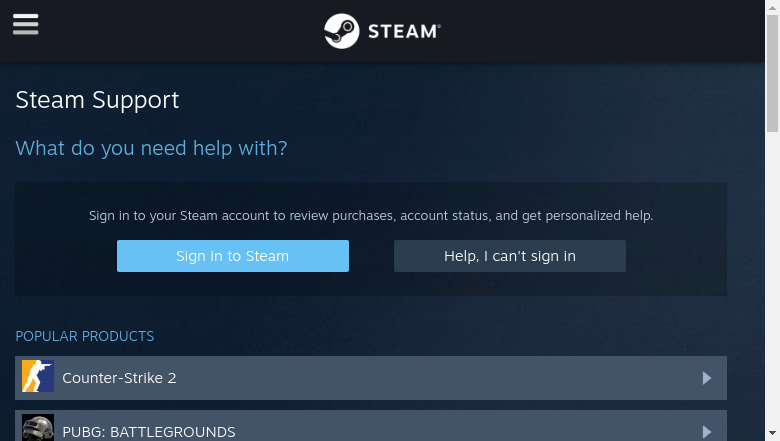 STEAM
Steam Support
What do you need help with?
Sign in to your Steam account to review purchases, account status, and get personalized help.
Sign in to Steam
Help, I can't sign in
POPULAR PRODUCTS
Counter-Strike 2
PUBG: BATTLEGROUNDS